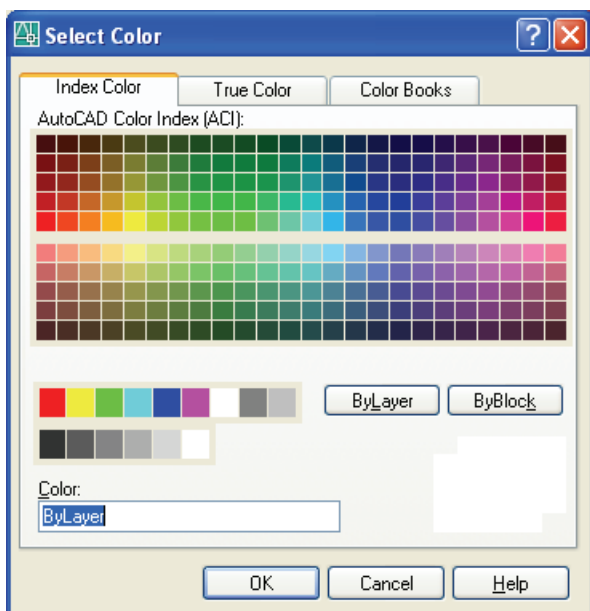 Select Color
?
X
Index Color
True Color
Color Books
AutoCAD Color Index (ACI):
ByLayer
ByBlock
Color:
ByLayer
OK
Cancel
Help